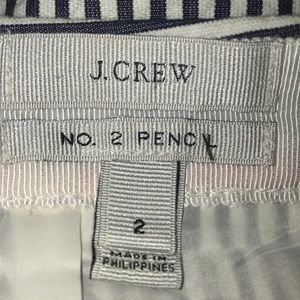 J.CREW
NO. 2 PENCIL
2
MADE IN
PHILIPPINES